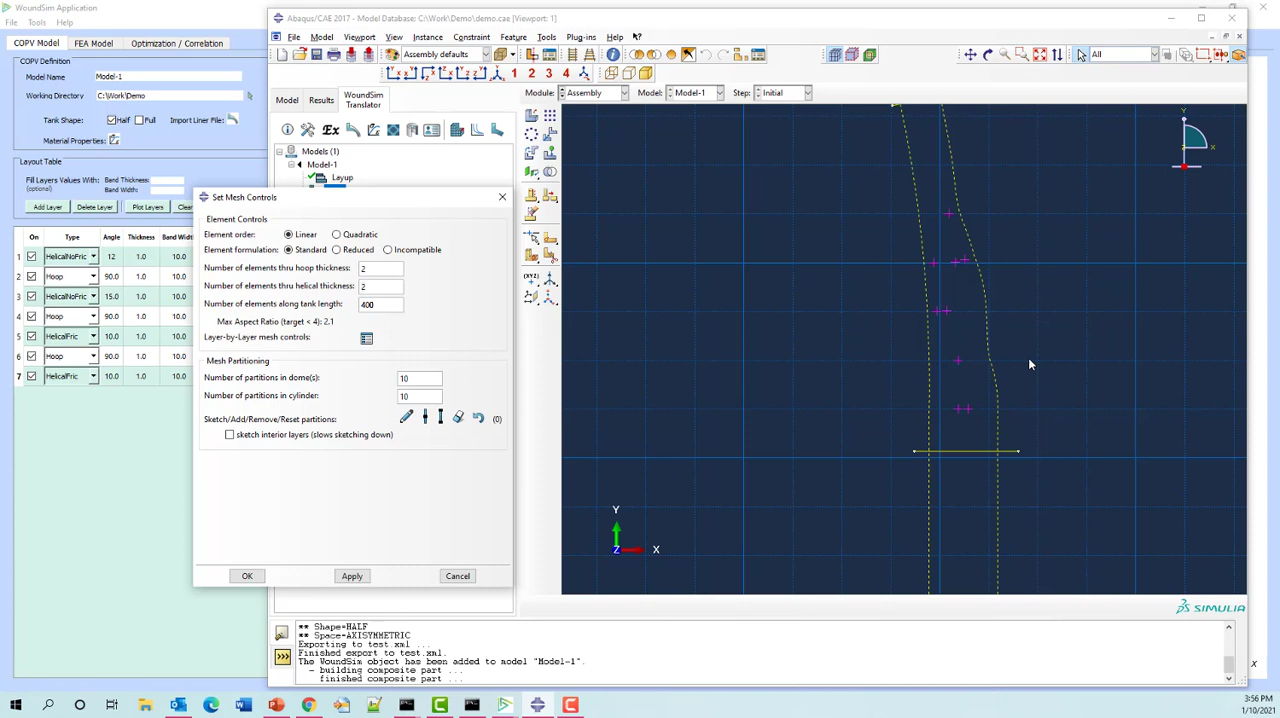 WoundSim Application
File Tools Help
COPV Model FEA Model Optimization / Correlation
COPV Definition
Model Name Model-1
Working Directory C:\Work\Demo
Tank Shape: Half Full Import Liner File:
Material Properties:
Layout Table
Fill Layers Values With: Band Thickness:
(optional) Band Width:
Add Layer Delete Layer Plot Layers Clear
On Type Angle Thickness Band Width
1 HelicalNoFric 12 1.0 10.0
2 Hoop 90.0 1.0 10.0
3 HelicalNoFric 15.0 1.0 10.0
4 Hoop 90.0 1.0 10.0
5 HelicalFric 10.0 1.0 10.0
6 Hoop 90.0 1.0 10.0
7 HelicalFric 10.0 1.0 10.0
Abaqus/CAE 2017 - Model Database: C:\Work\Demo\demo.cae [Viewport: 1]
File Model Viewport View Instance Constraint Feature Tools Plug-ins Help
Assembly defaults All
1 2 3 4
Model Results WoundSim Translator
Module: Assembly Model: Model-1 Step: Initial
Ex
Models (1)
Model-1
Layup
Set Mesh Controls
Element Controls
Element order: Linear Quadratic
Element formulation: Standard Reduced Incompatible
Number of elements thru hoop thickness: 2
Number of elements thru helical thickness: 2
Number of elements along tank length: 400
Max Aspect Ratio (target < 4): 2.1
Layer-by-Layer mesh controls:
Mesh Partitioning
Number of partitions in dome(s): 10
Number of partitions in cylinder: 10
Sketch/Add/Remove/Reset partitions: (0)
sketch interior layers (slows sketching down)
OK Apply Cancel
(XYZ)
Y
X
Y
Z X
SIMULIA
** Shape=HALF
** Space=AXISYMMETRIC
Exporting to test.xml ...
Finished export to test.xml.
The WoundSim object has been added to model "Model-1".
- building composite part ...
finished composite part ...
>>>
X
3:56 PM
1/10/2021